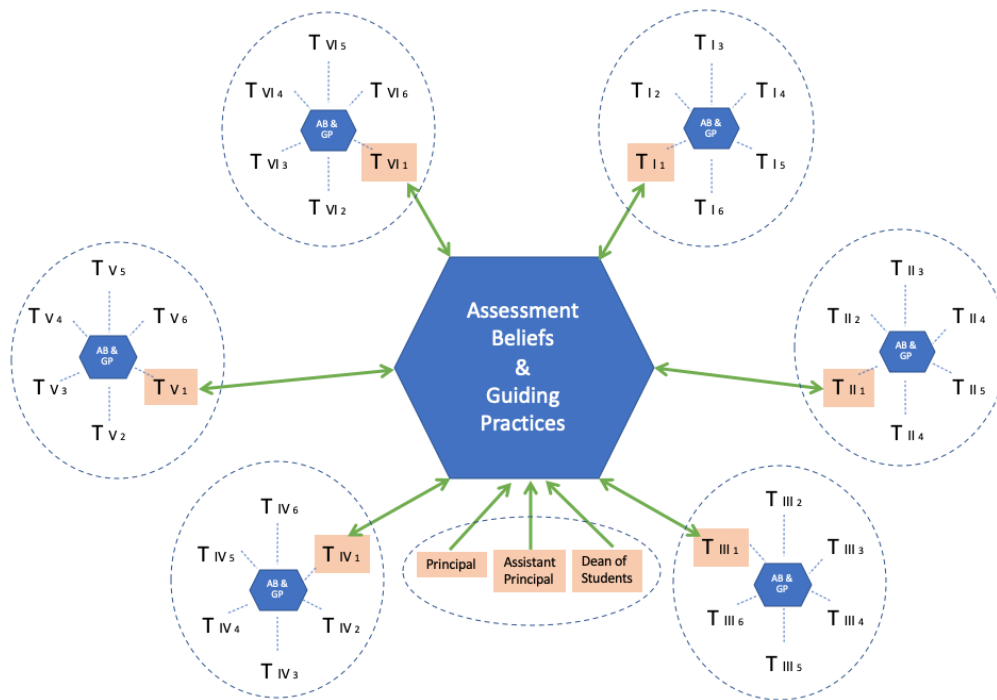 T VI 5
T VI 4
T VI 6
AB &
GP
T VI 3
T VI 1
T VI 2
T I 3
T I 2
T I 4
AB &
GP
T I 1
T I 5
T I 6
T V 5
T V 4
T V 6
AB &
GP
T V 3
T V 1
T V 2
Assessment
Beliefs
&
Guiding
Practices
T II 3
T II 2
T II 4
AB &
GP
T II 1
T II 5
T II 4
T IV 6
T IV 5
T IV 1
AB &
GP
T IV 4
T IV 2
T IV 3
Principal
Assistant
Principal
Dean of
Students
T III 2
T III 1
T III 3
AB &
GP
T III 6
T III 4
T III 5